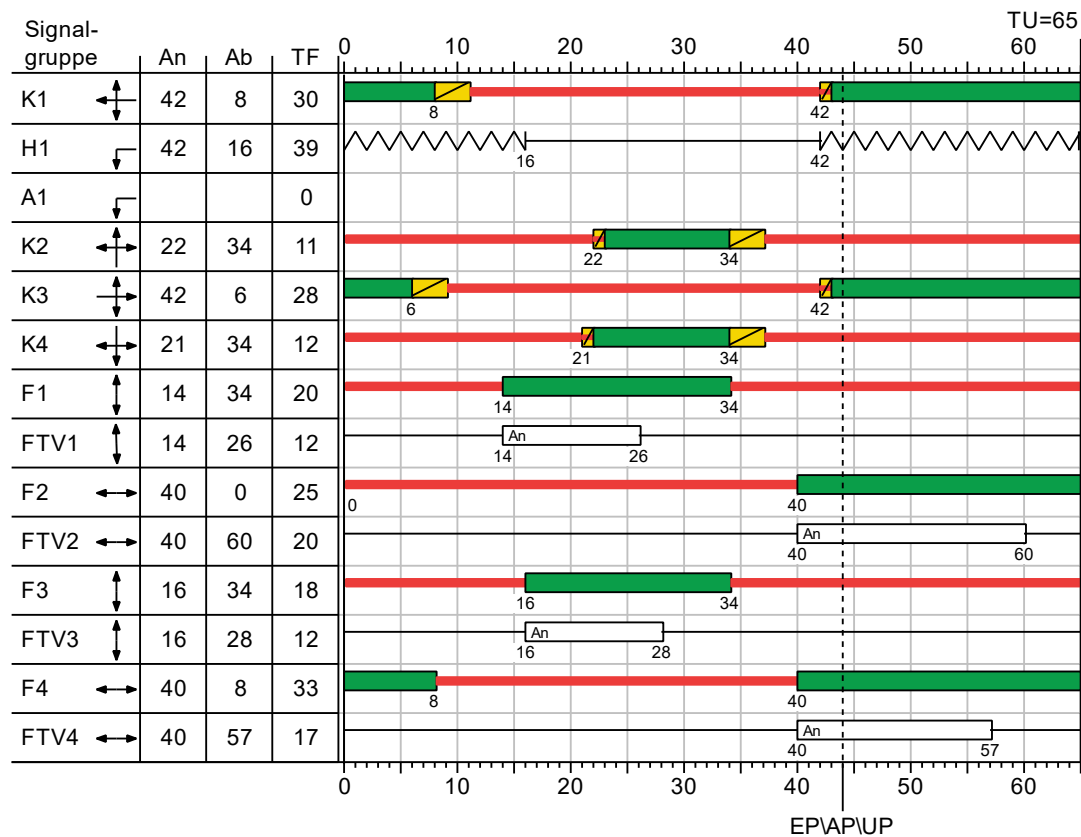 TU=65
Signal-
gruppe An Ab TF 0 10 20 30 40 50 60
K1 42 8 30 8 42
H1 42 16 39 16 42
A1 0
K2 22 34 11 22 34
K3 42 6 28 6 42
K4 21 34 12 21 34
F1 14 34 20 14 34
FTV1 14 26 12 An 14 26
F2 40 0 25 0 40
FTV2 40 60 20 An 40 60
F3 16 34 18 16 34
FTV3 16 28 12 An 16 28
F4 40 8 33 8 40
FTV4 40 57 17 An 40 57
0 10 20 30 40 50 60
EP\AP\UP